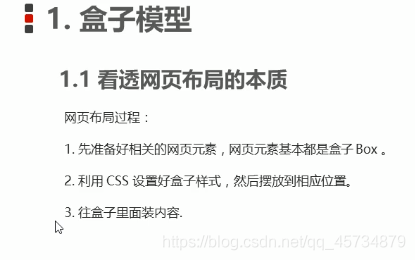 1. 盒子模型
1.1 看透网页布局的本质
网页布局过程：
1. 先准备好相关的网页元素，网页元素基本都是盒子 Box 。
2. 利用 CSS 设置好盒子样式，然后摆放到相应位置。
3. 往盒子里面装内容.
https://blog.csdn.net/qq_45734879